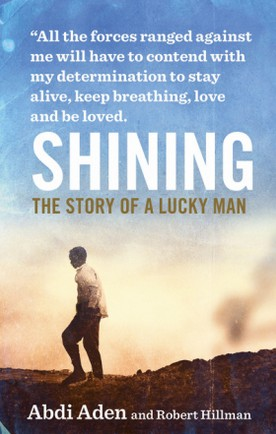 “All the forces ranged against
me will have to contend with
my determination to stay
alive, keep breathing, love
and be loved.
SHINING
THE STORY OF A LUCKY MAN
Abdi Aden and Robert Hillman